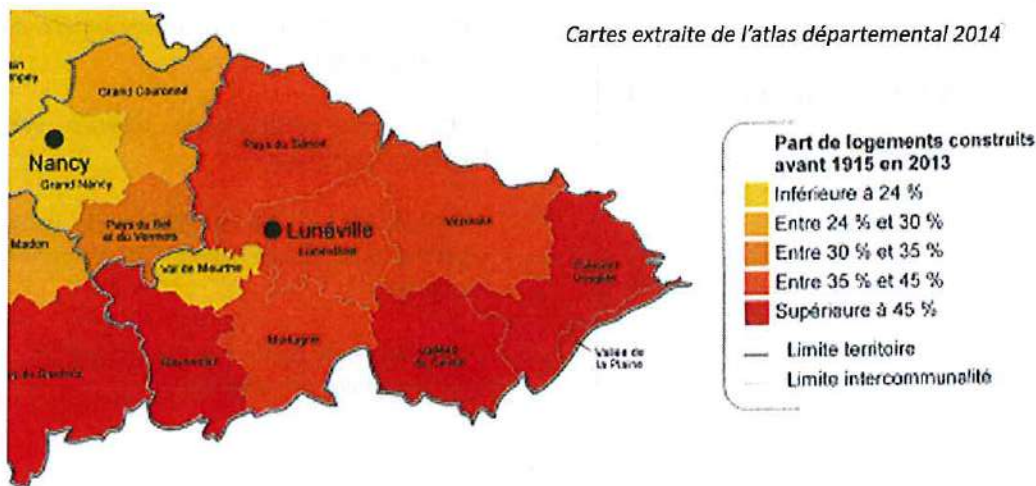 Cartes extraite de l'atlas départemental 2014
Grand Couronné
Nancy
Grand Nancy
Pays du Sânon
Pays du Sel
et du Vermois
Madon
Val de Meurthe
Lunéville
Lunévillois
Vezouze
Mortagne
Vallée de
la Plaine
Part de logements construits
avant 1915 en 2013
Inférieure à 24 %
Entre 24 % et 30 %
Entre 30 % et 35 %
Entre 35 % et 45 %
Supérieure à 45 %
Limite territoire
Limite intercommunalité